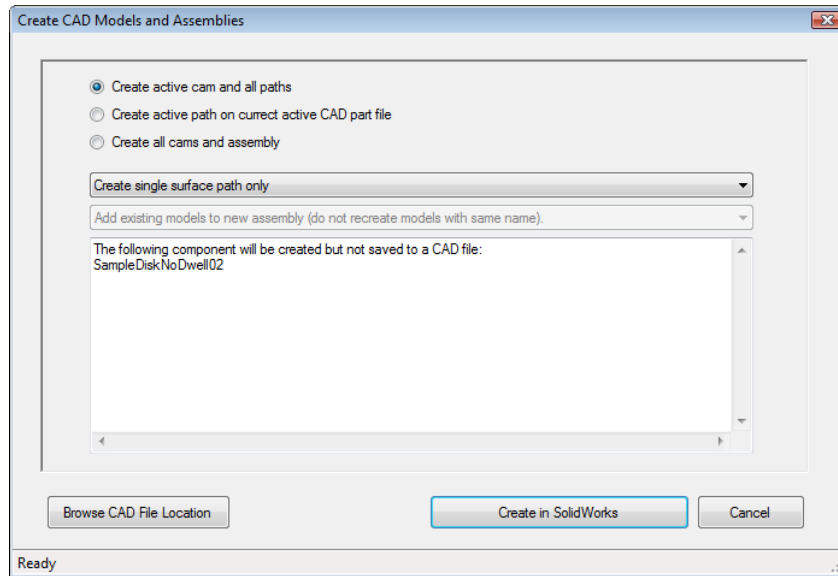 Create CAD Models and Assemblies
Create active cam and all paths
Create active path on currect active CAD part file
Create all cams and assembly
Create single surface path only
Add existing models to new assembly (do not recreate models with same name).
The following component will be created but not saved to a CAD file:
SampleDiskNoDwell02
Browse CAD File Location
Create in SolidWorks
Cancel
Ready